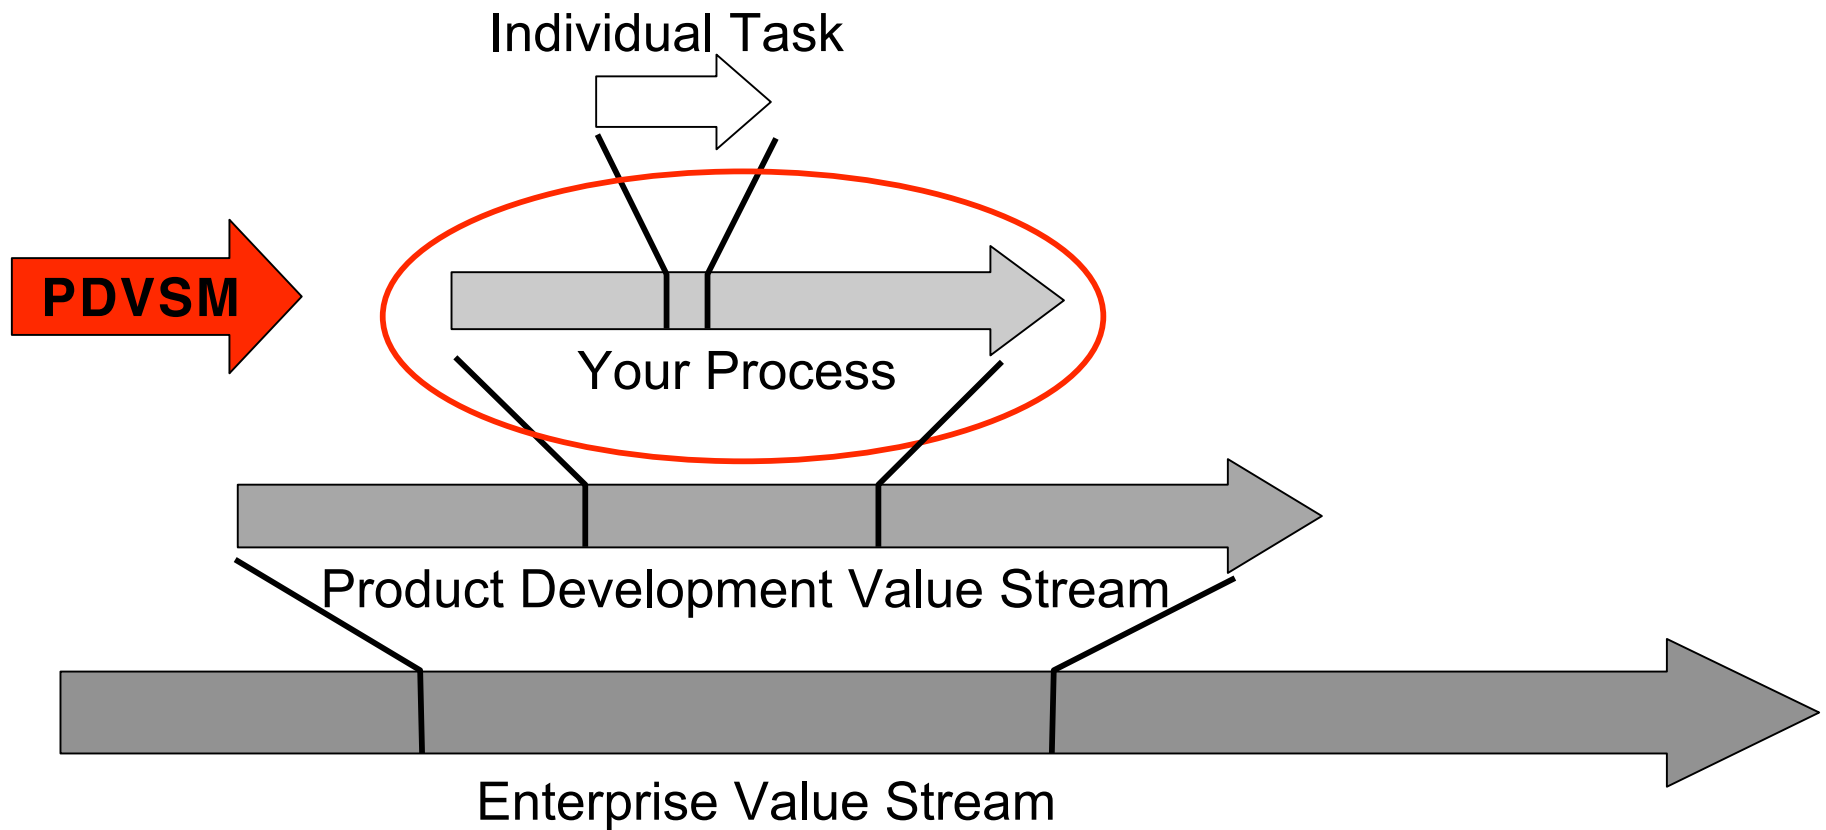 Individual Task
PDVSM
Your Process
Product Development Value Stream
Enterprise Value Stream